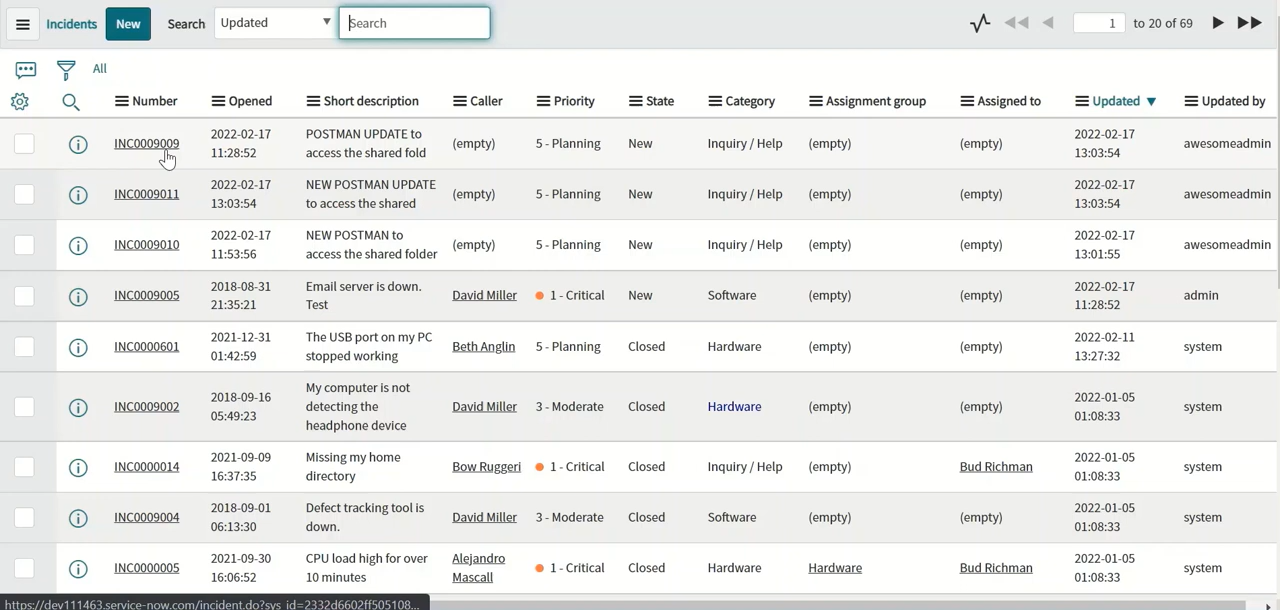 Incidents New Search Updated Search 1 to 20 of 69
All
Number Opened Short description Caller Priority State Category Assignment group Assigned to Updated Updated by
INC0009009 2022-02-17 11:28:52 POSTMAN UPDATE to access the shared fold (empty) 5 - Planning New Inquiry / Help (empty) (empty) 2022-02-17 13:03:54 awesomeadmin
INC0009011 2022-02-17 13:03:54 NEW POSTMAN UPDATE to access the shared (empty) 5 - Planning New Inquiry / Help (empty) (empty) 2022-02-17 13:03:54 awesomeadmin
INC0009010 2022-02-17 11:53:56 NEW POSTMAN to access the shared folder (empty) 5 - Planning New Inquiry / Help (empty) (empty) 2022-02-17 13:01:55 awesomeadmin
INC0009005 2018-08-31 21:35:21 Email server is down. Test David Miller 1 - Critical New Software (empty) (empty) 2022-02-17 11:28:52 admin
INC0000601 2021-12-31 01:42:59 The USB port on my PC stopped working Beth Anglin 5 - Planning Closed Hardware (empty) (empty) 2022-02-11 13:27:32 system
INC0009002 2018-09-16 05:49:23 My computer is not detecting the headphone device David Miller 3 - Moderate Closed Hardware (empty) (empty) 2022-01-05 01:08:33 system
INC0000014 2021-09-09 16:37:35 Missing my home directory Bow Ruggeri 1 - Critical Closed Inquiry / Help (empty) Bud Richman 2022-01-05 01:08:33 system
INC0009004 2018-09-01 06:13:30 Defect tracking tool is down. David Miller 3 - Moderate Closed Software (empty) (empty) 2022-01-05 01:08:33 system
INC0000005 2021-09-30 16:06:52 CPU load high for over 10 minutes Alejandro Mascall 1 - Critical Closed Hardware Hardware Bud Richman 2022-01-05 01:08:33 system
https://dev111463.service-now.com/incident.do?sys_id=2332d6602ff505108...